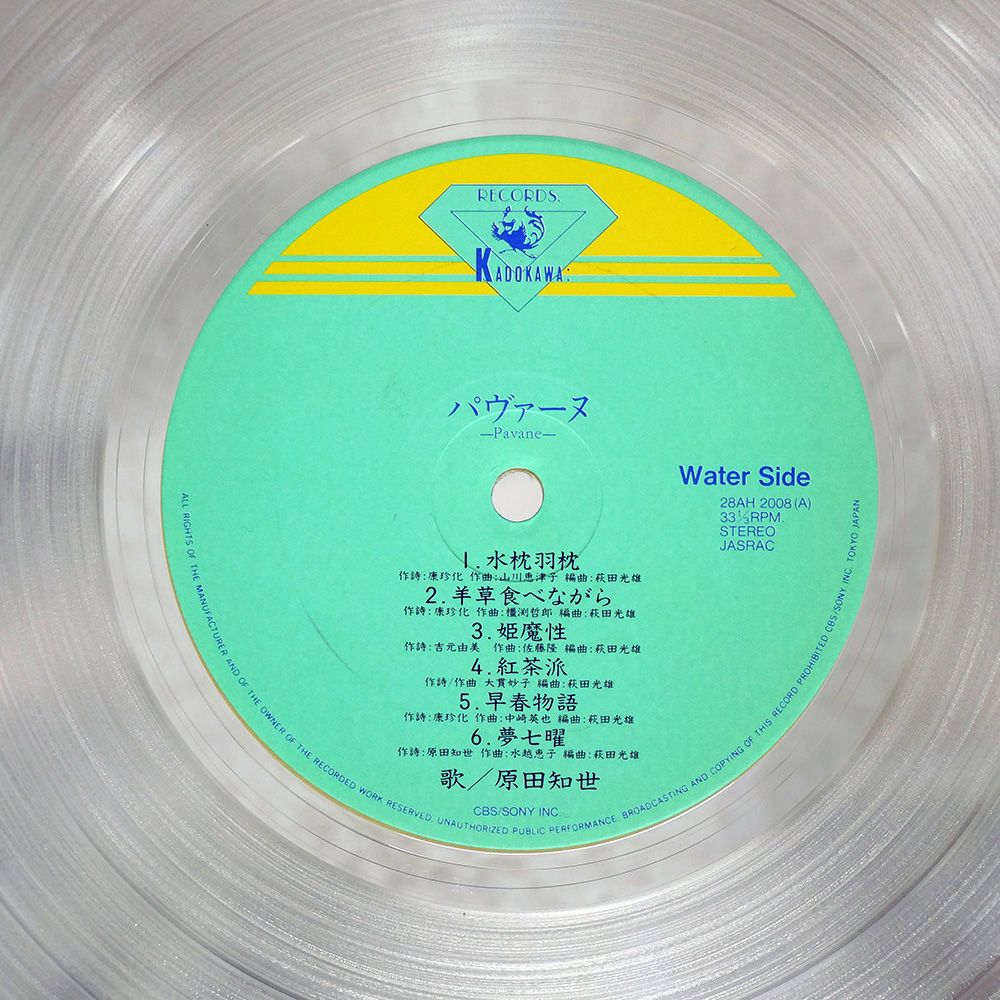 RECORDS.
KADOKAWA:
パヴァーヌ
—Pavane—
Water Side
28AH 2008(A)
33⅓RPM.
STEREO
JASRAC
1.水枕羽枕
作詩:康珍化 作曲:山川恵津子 編曲:萩田光雄
2.羊草食べながら
作詩:康珍化 作曲:橿渕哲郎 編曲:萩田光雄
3.姫魔性
作詩:吉元由美 作曲:佐藤隆 編曲:萩田光雄
4.紅茶派
作詩/作曲 大貫妙子 編曲:萩田光雄
5.早春物語
作詩:康珍化 作曲:中崎英也 編曲:萩田光雄
6.夢七曜
作詩:原田知世 作曲:水越恵子 編曲:萩田光雄
歌／原田知世
CBS/SONY INC.
ALL RIGHTS OF THE MANUFACTURER AND OF THE OWNER OF THE RECORDED WORK RESERVED. UNAUTHORIZED PUBLIC PERFORMANCE. BROADCASTING AND COPYING OF THIS RECORD PROHIBITED CBS/SONY INC. TOKYO JAPAN